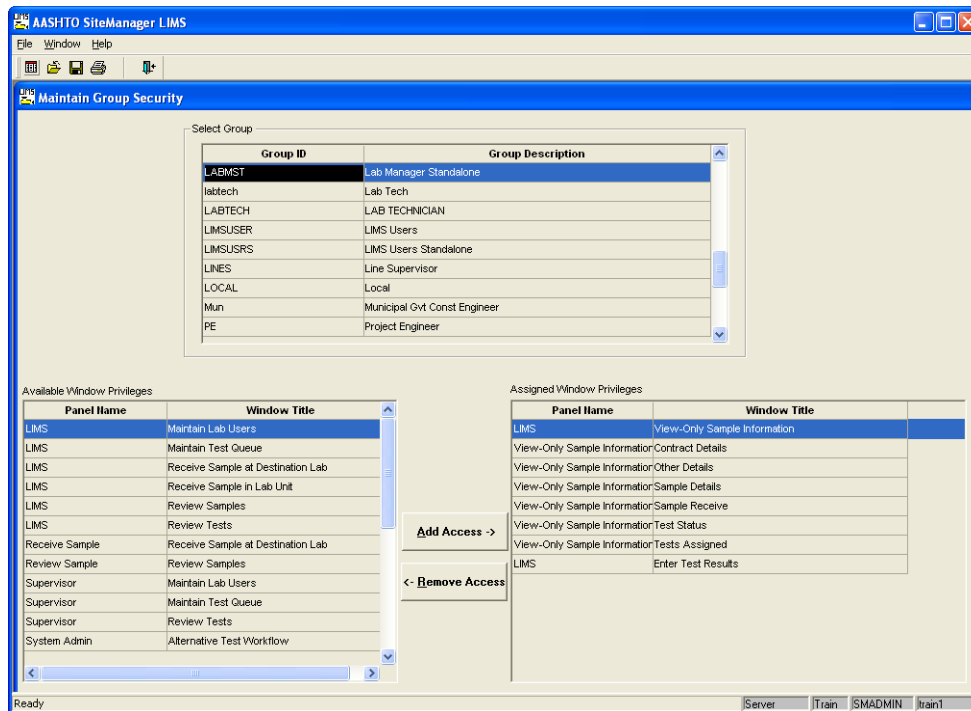 AASHTO SiteManager LIMS
File Window Help
Maintain Group Security
Select Group
Group ID Group Description
LABMST Lab Manager Standalone
labtech Lab Tech
LABTECH LAB TECHNICIAN
LIMSUSER LIMS Users
LIMSUSRS LIMS Users Standalone
LINES Line Supervisor
LOCAL Local
Mun Municipal Gvt Const Engineer
PE Project Engineer
Available Window Privileges
Panel Name Window Title
LIMS Maintain Lab Users
LIMS Maintain Test Queue
LIMS Receive Sample at Destination Lab
LIMS Receive Sample in Lab Unit
LIMS Review Samples
LIMS Review Tests
Receive Sample Receive Sample at Destination Lab
Review Sample Review Samples
Supervisor Maintain Lab Users
Supervisor Maintain Test Queue
Supervisor Review Tests
System Admin Alternative Test Workflow
Add Access ->
<- Remove Access
Assigned Window Privileges
Panel Name Window Title
LIMS View-Only Sample Information
View-Only Sample Information Contract Details
View-Only Sample Information Other Details
View-Only Sample Information Sample Details
View-Only Sample Information Sample Receive
View-Only Sample Information Test Status
View-Only Sample Information Tests Assigned
LIMS Enter Test Results
Ready Server Train SMADMIN train1